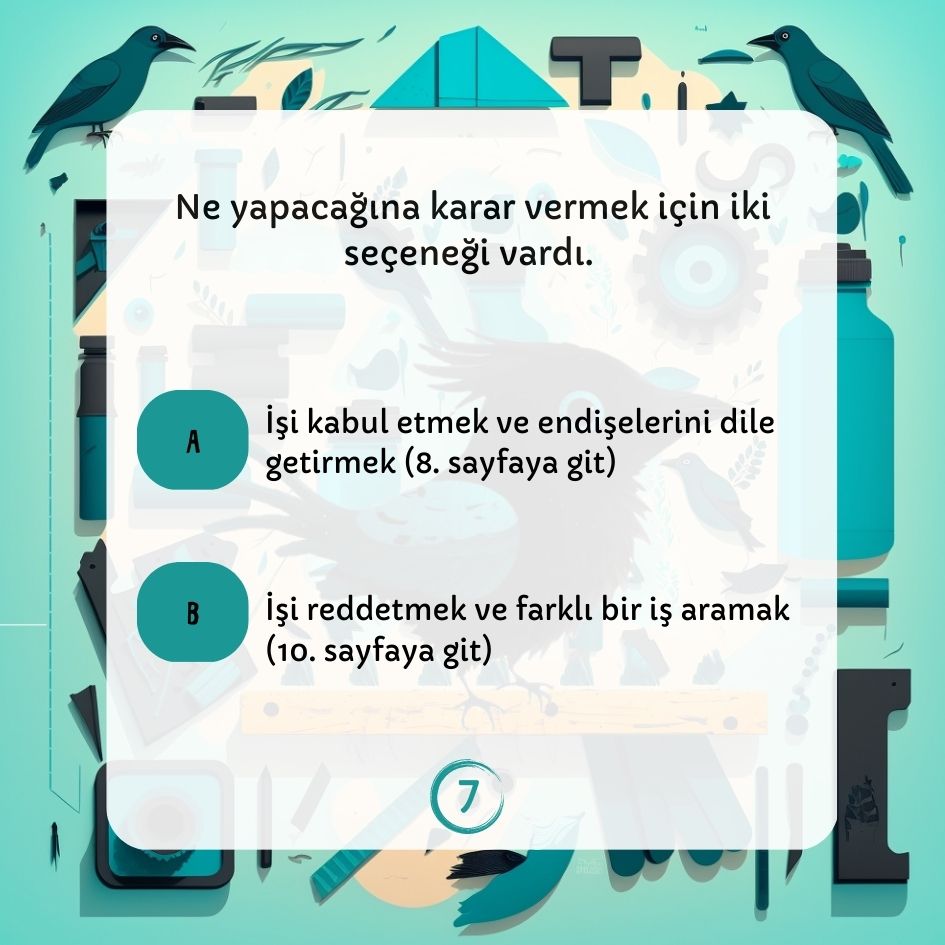 Ne yapacağına karar vermek için iki
seçeneği vardı.
A
İşi kabul etmek ve endişelerini dile
getirmek (8. sayfaya git)
B
İşi reddetmek ve farklı bir iş aramak
(10. sayfaya git)
7